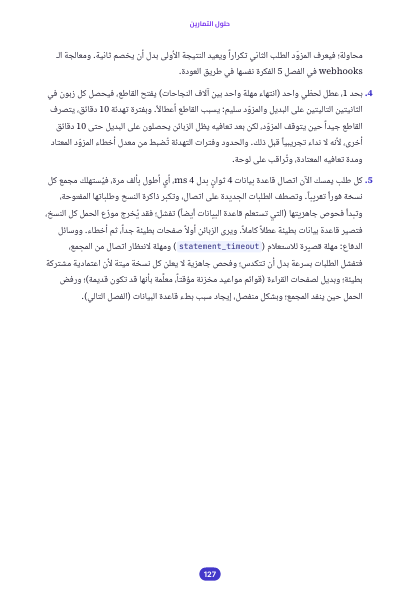 حلول التمارين
محاولة؛ فيعرف المزوّد الطلب الثاني تكراراً ويعيد النتيجة الأولى بدل أن يخصم ثانية. ومعالجة الـ
webhooks في الفصل 5 الفكرة نفسها في طريق العودة.
4. بحد 1، عطل لحظي واحد (انتهاء مهلة واحد بين آلاف النجاحات) يفتح القاطع، فيحصل كل زبون في
الثانيتين التاليتين على البديل والمزوّد سليم: يسبب القاطع أعطالاً. وبفترة تهدئة 10 دقائق، يتصرف
القاطع جيداً حين يتوقف المزوّد، لكن بعد تعافيه يظل الزبائن يحصلون على البديل حتى 10 دقائق
أخرى، لأنه لا نداء تجريبياً قبل ذلك. والحدود وفترات التهدئة تُضبط من معدل أخطاء المزوّد المعتاد
ومدة تعافيه المعتادة، وتُراقب على لوحة.
5. كل طلب يمسك الآن اتصال قاعدة بيانات 4 ثوانٍ بدل 4 ms، أي أطول بألف مرة، فيُستهلك مجمع كل
نسخة فوراً تقريباً. وتصطف الطلبات الجديدة على اتصال، وتكبر ذاكرة النسخ وطلباتها المفتوحة،
وتبدأ فحوص جاهزيتها (التي تستعلم قاعدة البيانات أيضاً) تفشل؛ فقد يُخرج موزّع الحمل كل النسخ،
فتصير قاعدة بيانات بطيئة عطلاً كاملاً. ويرى الزبائن أولاً صفحات بطيئة جداً، ثم أخطاء. ووسائل
الدفاع: مهلة قصيرة للاستعلام (statement_timeout) ومهلة لانتظار اتصال من المجمع،
فتفشل الطلبات بسرعة بدل أن تتكدس؛ وفحص جاهزية لا يعلن كل نسخة ميتة لأن اعتمادية مشتركة
بطيئة؛ وبديل لصفحات القراءة (قوائم مواعيد مخزنة مؤقتاً، معلّمة بأنها قد تكون قديمة)؛ ورفض
الحمل حين ينفد المجمع؛ وبشكل منفصل، إيجاد سبب بطء قاعدة البيانات (الفصل التالي).
127